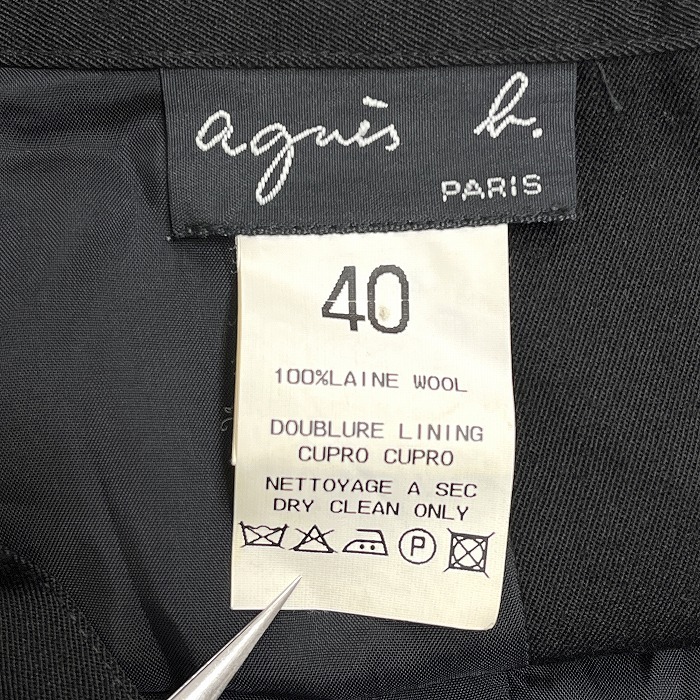 agnès b.
PARIS
40
100%LAINE WOOL
DOUBLURE LINING
CUPRO CUPRO
NETTOYAGE A SEC
DRY CLEAN ONLY
P